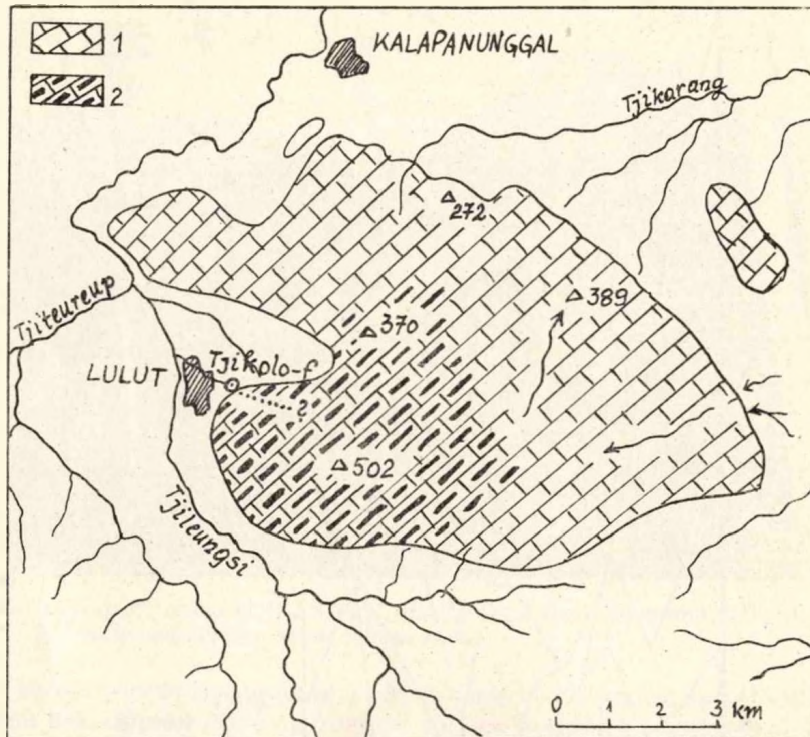 1
KALAPANUNGGAL
2
Tjikarang
△272
△389
Tjiteureup
△370
LULUT
Tjikolo-f
2
△502
Tjileungsi
0 1 2 3 km